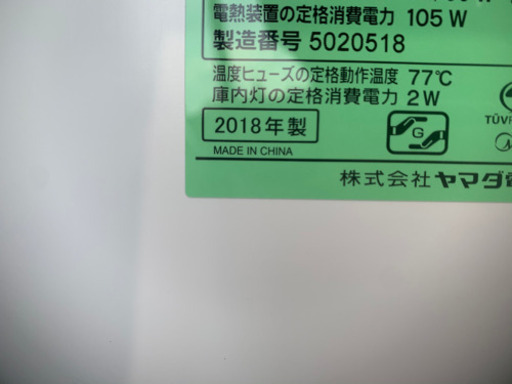 電熱装置の定格消費電力 105 W
製造番号 5020518
温度ヒューズの定格動作温度 77℃
庫内灯の定格消費電力 2W
2018年製
G
TÜV
MADE IN CHINA
株式会社ヤマダ